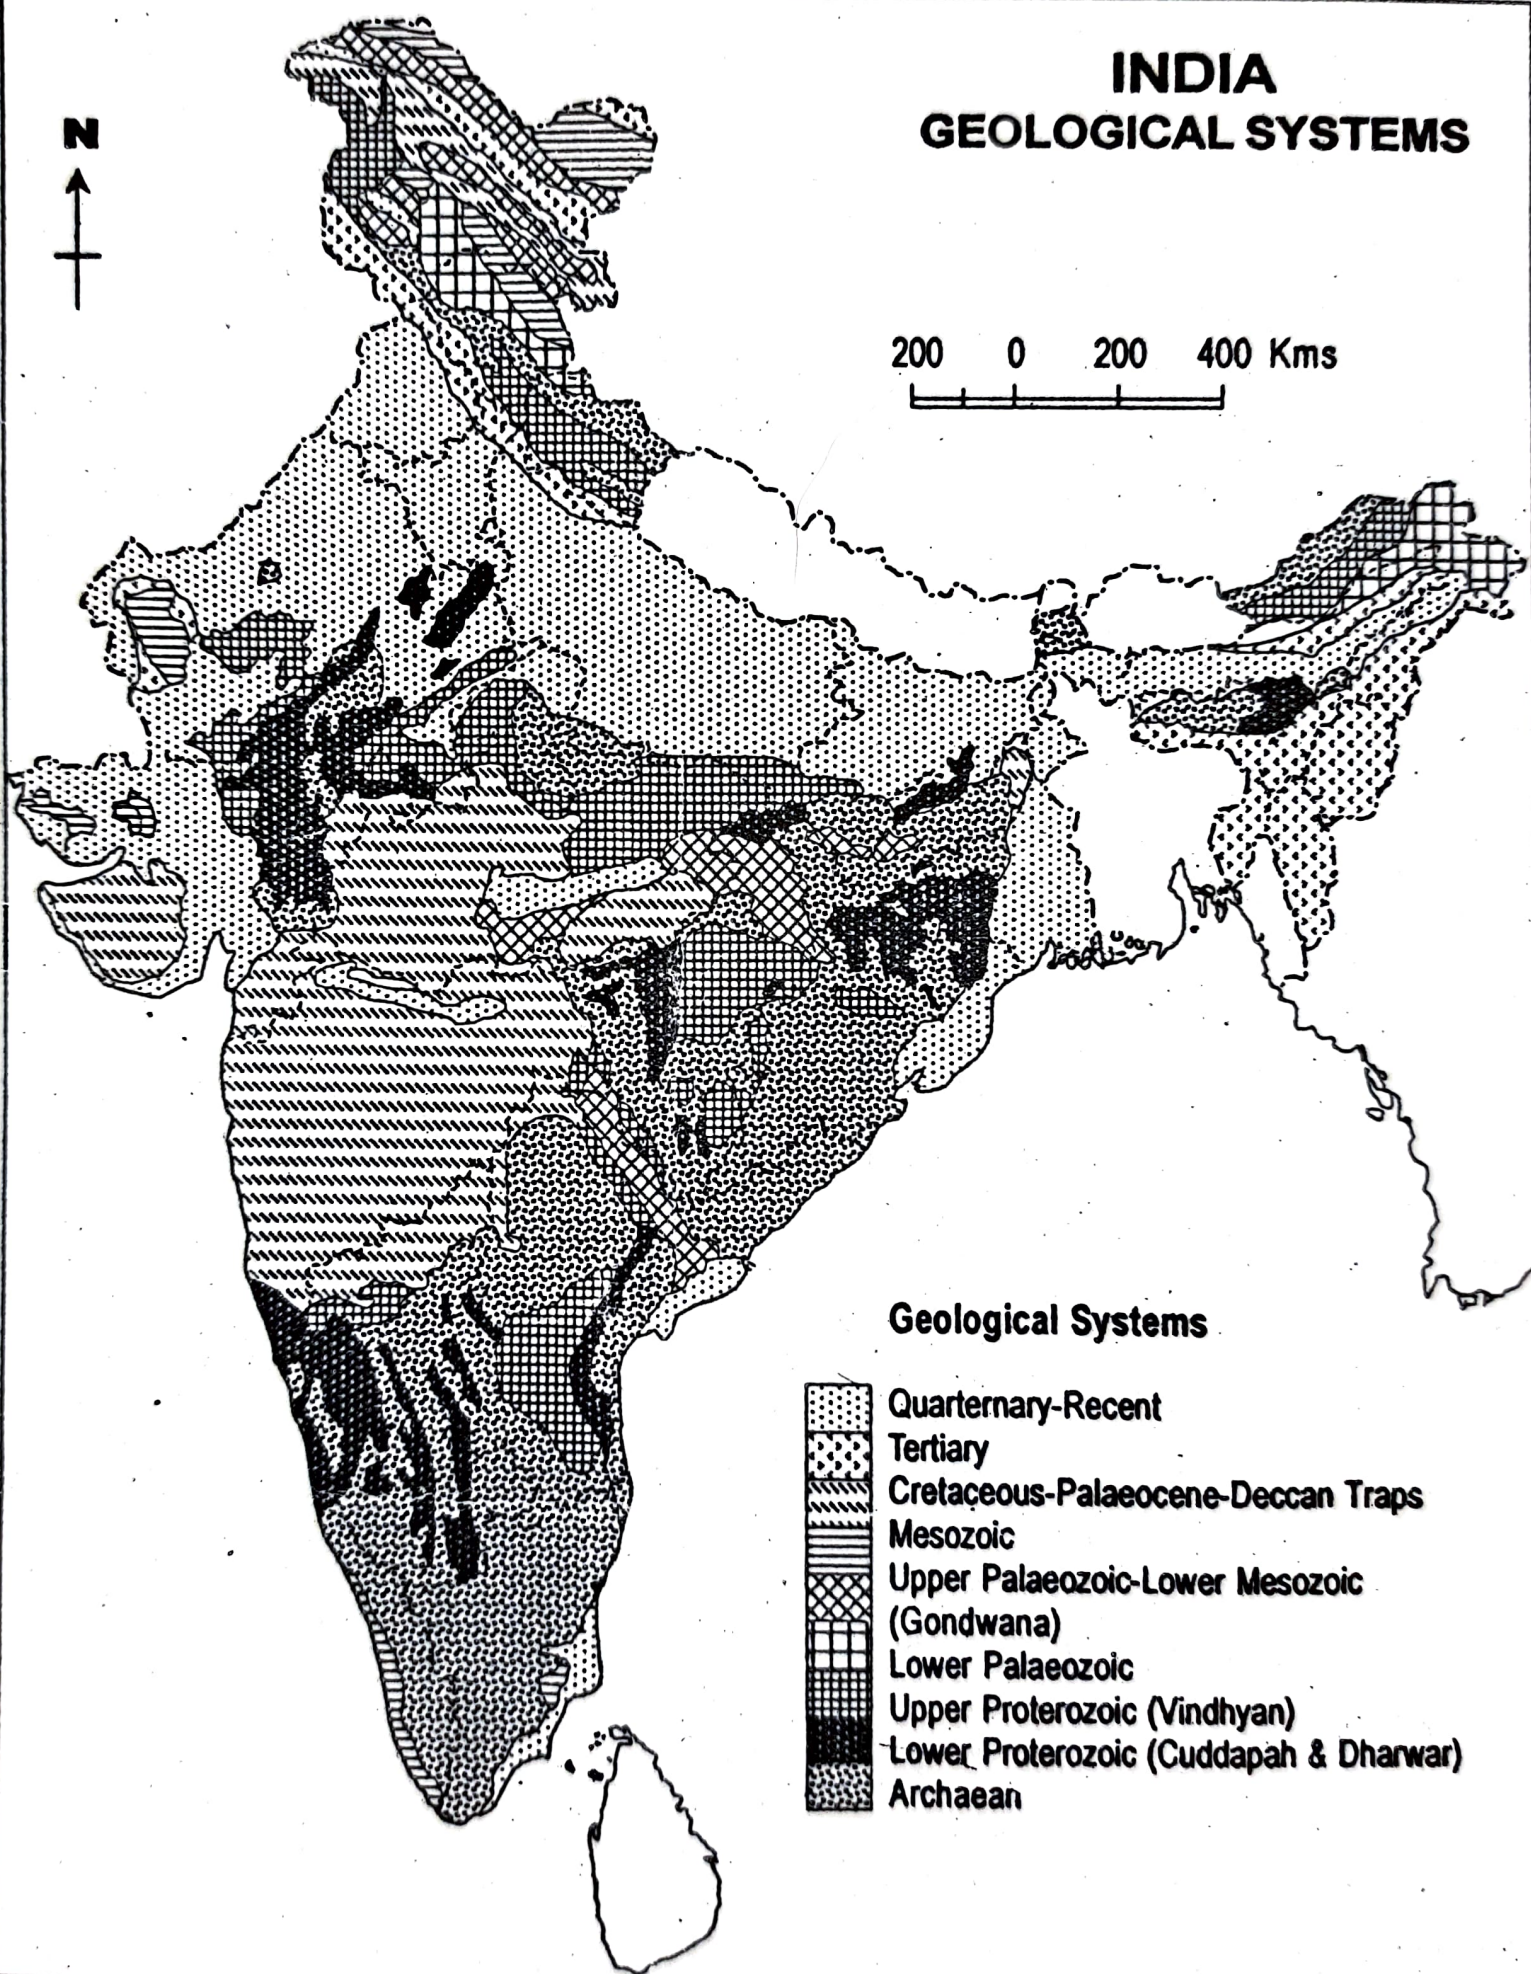 INDIA
GEOLOGICAL SYSTEMS
N
200 0 200 400 Kms
Geological Systems
Quarternary-Recent
Tertiary
Cretaceous-Palaeocene-Deccan Traps
Mesozoic
Upper Palaeozoic-Lower Mesozoic
(Gondwana)
Lower Palaeozoic
Upper Proterozoic (Vindhyan)
Lower Proterozoic (Cuddapah & Dharwar)
Archaean